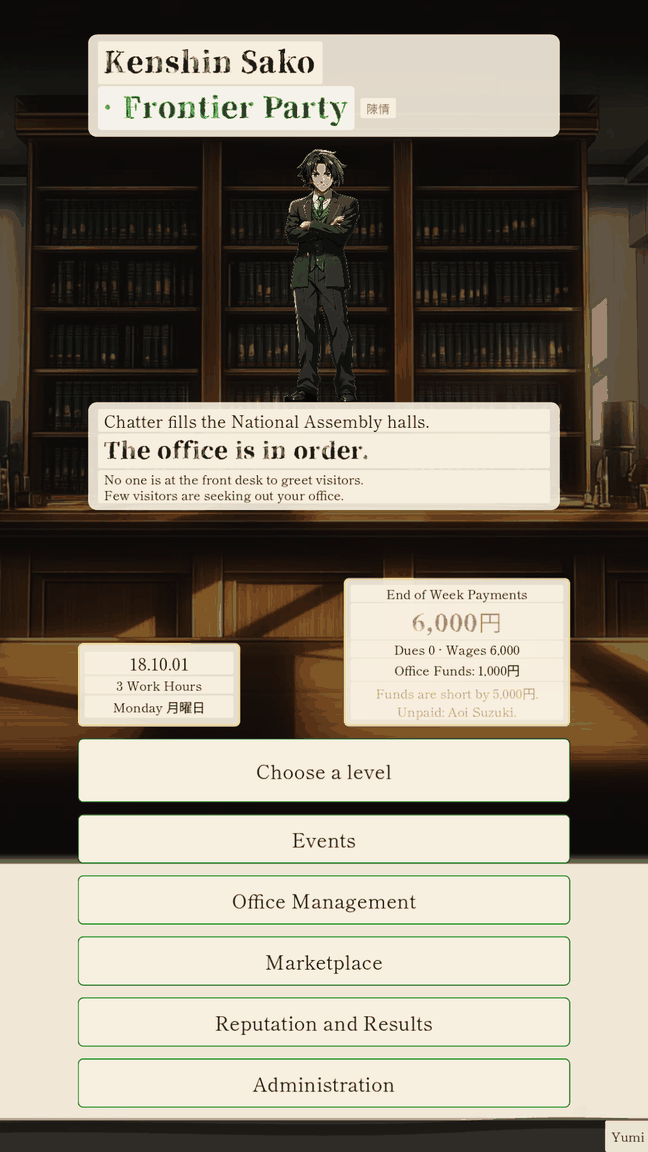 Kenshin Sako
· Frontier Party 陳情
Chatter fills the National Assembly halls.
The office is in order.
No one is at the front desk to greet visitors.
Few visitors are seeking out your office.
End of Week Payments
6,000円
Dues 0 · Wages 6,000
Office Funds: 1,000円
Funds are short by 5,000円.
Unpaid: Aoi Suzuki.
18.10.01
3 Work Hours
Monday 月曜日
Choose a level
Events
Office Management
Marketplace
Reputation and Results
Administration
Yumi